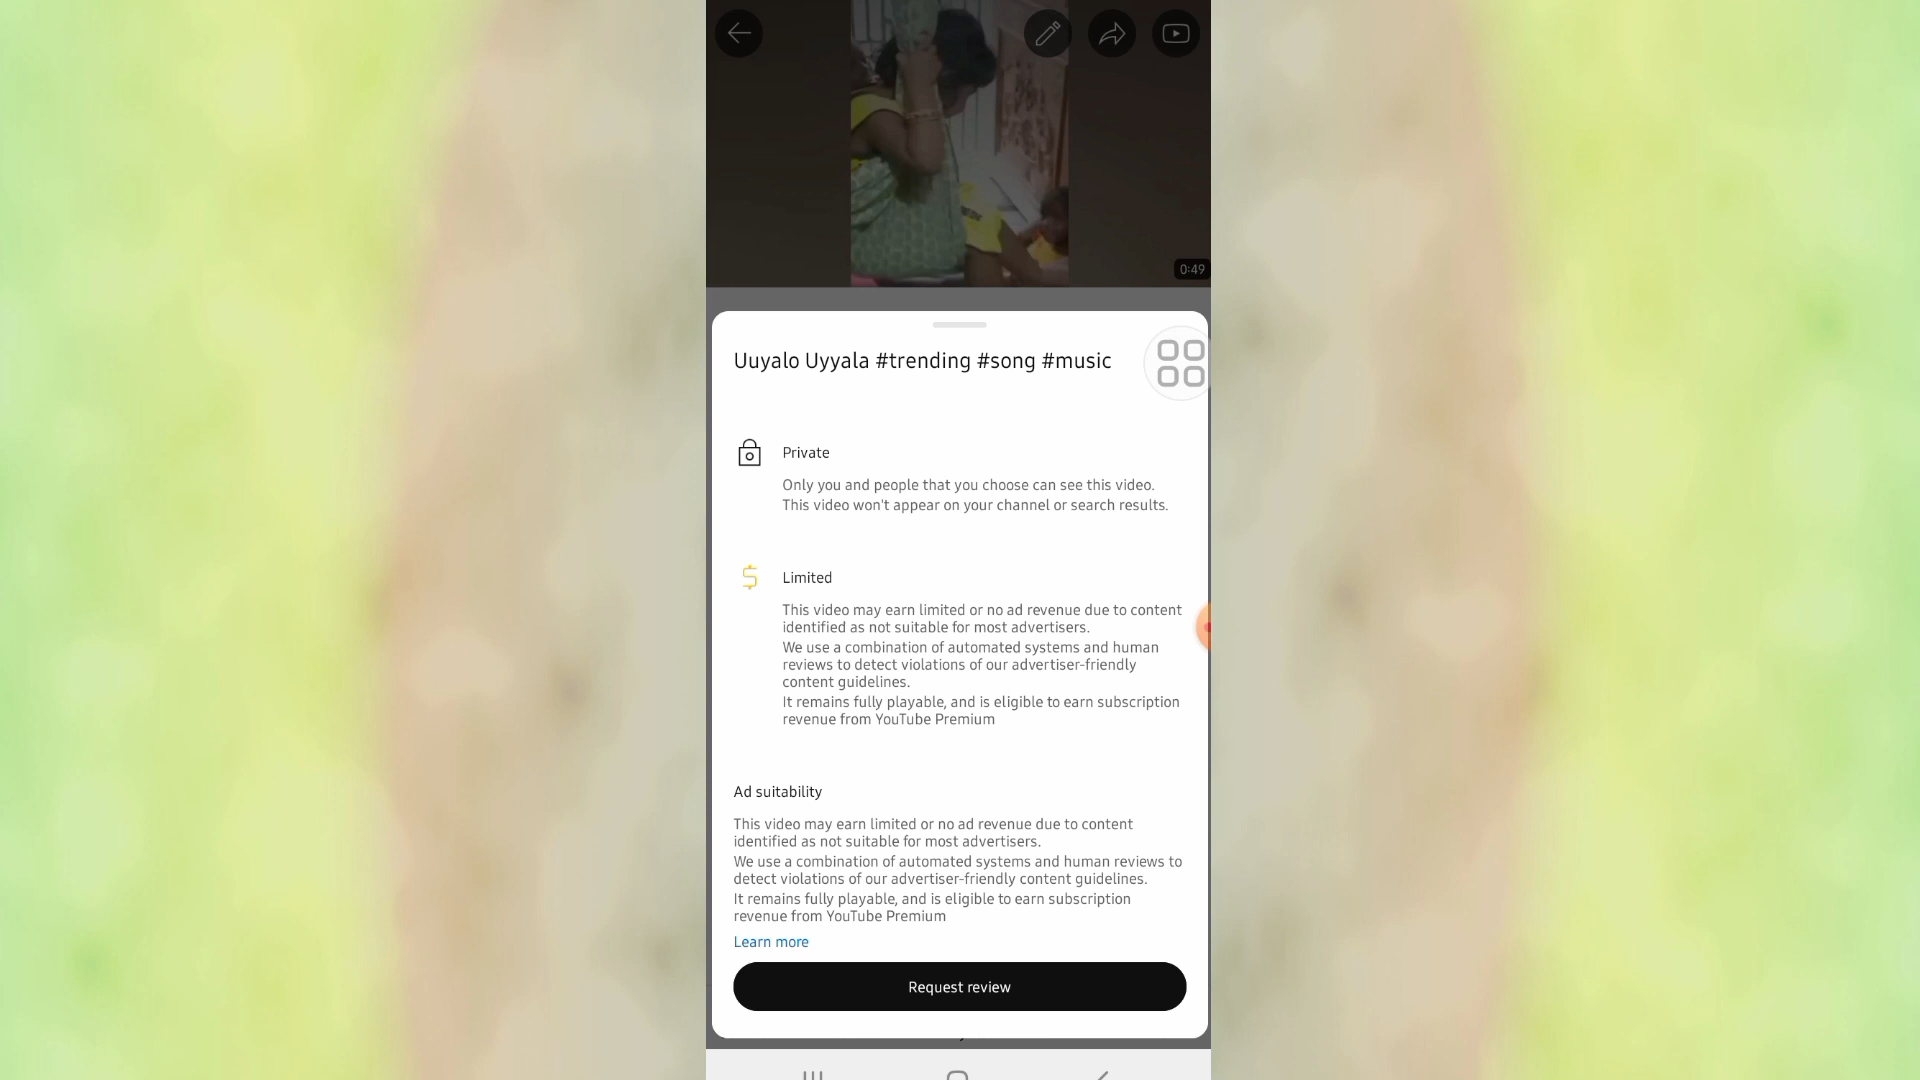 0:49
Uuyalo Uyyala #trending #song #music
Private
Only you and people that you choose can see this video.
This video won't appear on your channel or search results.
Limited
This video may earn limited or no ad revenue due to content
identified as not suitable for most advertisers.
We use a combination of automated systems and human
reviews to detect violations of our advertiser-friendly
content guidelines.
It remains fully playable, and is eligible to earn subscription
revenue from YouTube Premium
Ad suitability
This video may earn limited or no ad revenue due to content
identified as not suitable for most advertisers.
We use a combination of automated systems and human reviews to
detect violations of our advertiser-friendly content guidelines.
It remains fully playable, and is eligible to earn subscription
revenue from YouTube Premium
Learn more
Request review